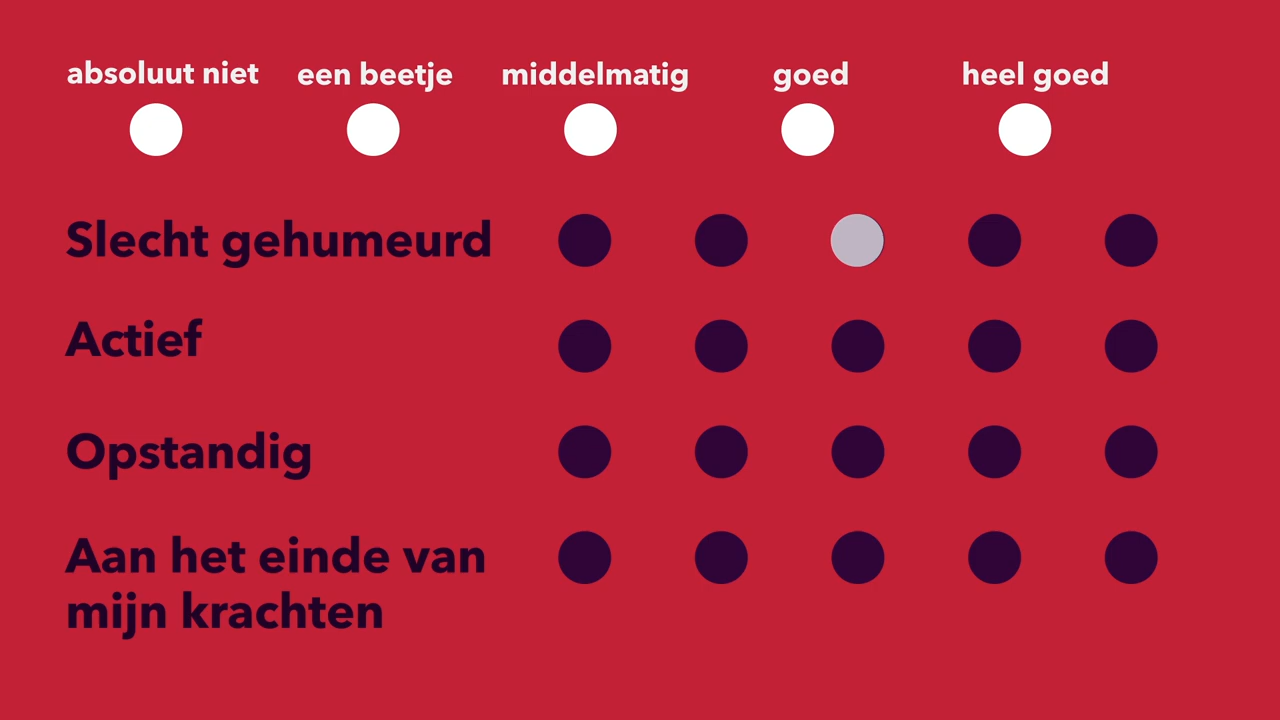 absoluut niet een beetje middelmatig goed heel goed
Slecht gehumeurd
Actief
Opstandig
Aan het einde van
mijn krachten